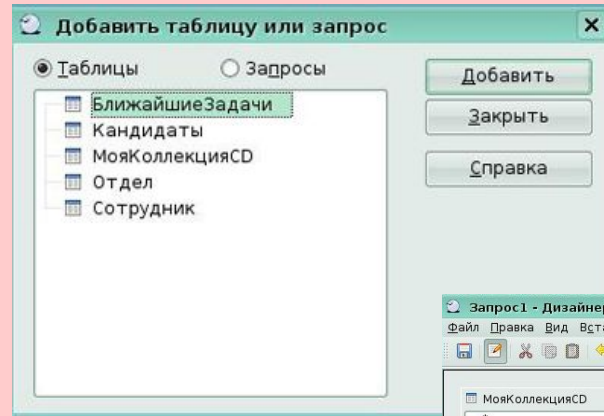 Добавить таблицу или запрос
Таблицы Запросы
БлижайшиеЗадачи
Кандидаты
МояКоллекцияCD
Отдел
Сотрудник
Добавить
Закрыть
Справка
Запрос1 - Дизайнер
Файл Правка Вид
МояКоллекцияCD